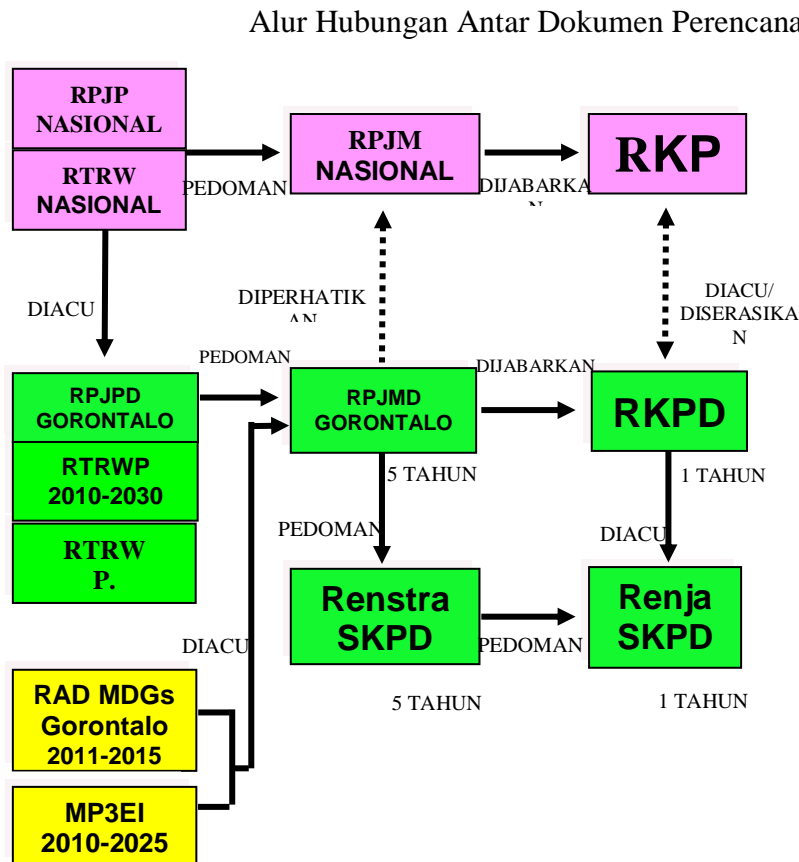 Alur Hubungan Antar Dokumen Perencana
RPJP
NASIONAL
RTRW
NASIONAL
PEDOMAN
RPJM
NASIONAL
DIJABARKA
N
RKP
DIACU
DIPERHATIK
AN
DIACU/
DISERASIKA
N
RPJPD
GORONTALO
RTRWP
2010-2030
RTRW
P.
PEDOMAN
RPJMD
GORONTALO
5 TAHUN
DIJABARKAN
RKPD
1 TAHUN
PEDOMAN
DIACU
Renstra
SKPD
5 TAHUN
PEDOMAN
Renja
SKPD
1 TAHUN
DIACU
RAD MDGs
Gorontalo
2011-2015
MP3EI
2010-2025